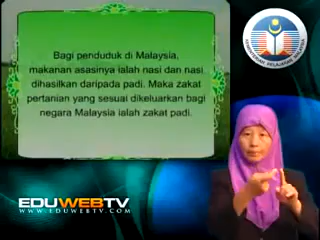 Bagi penduduk di Malaysia,
makanan asasinya ialah nasi dan nasi
dihasilkan daripada padi. Maka zakat
pertanian yang sesuai dikeluarkan bagi
negara Malaysia ialah zakat padi.
EDUWEBTV
WWW.EDUWEBTV.COM